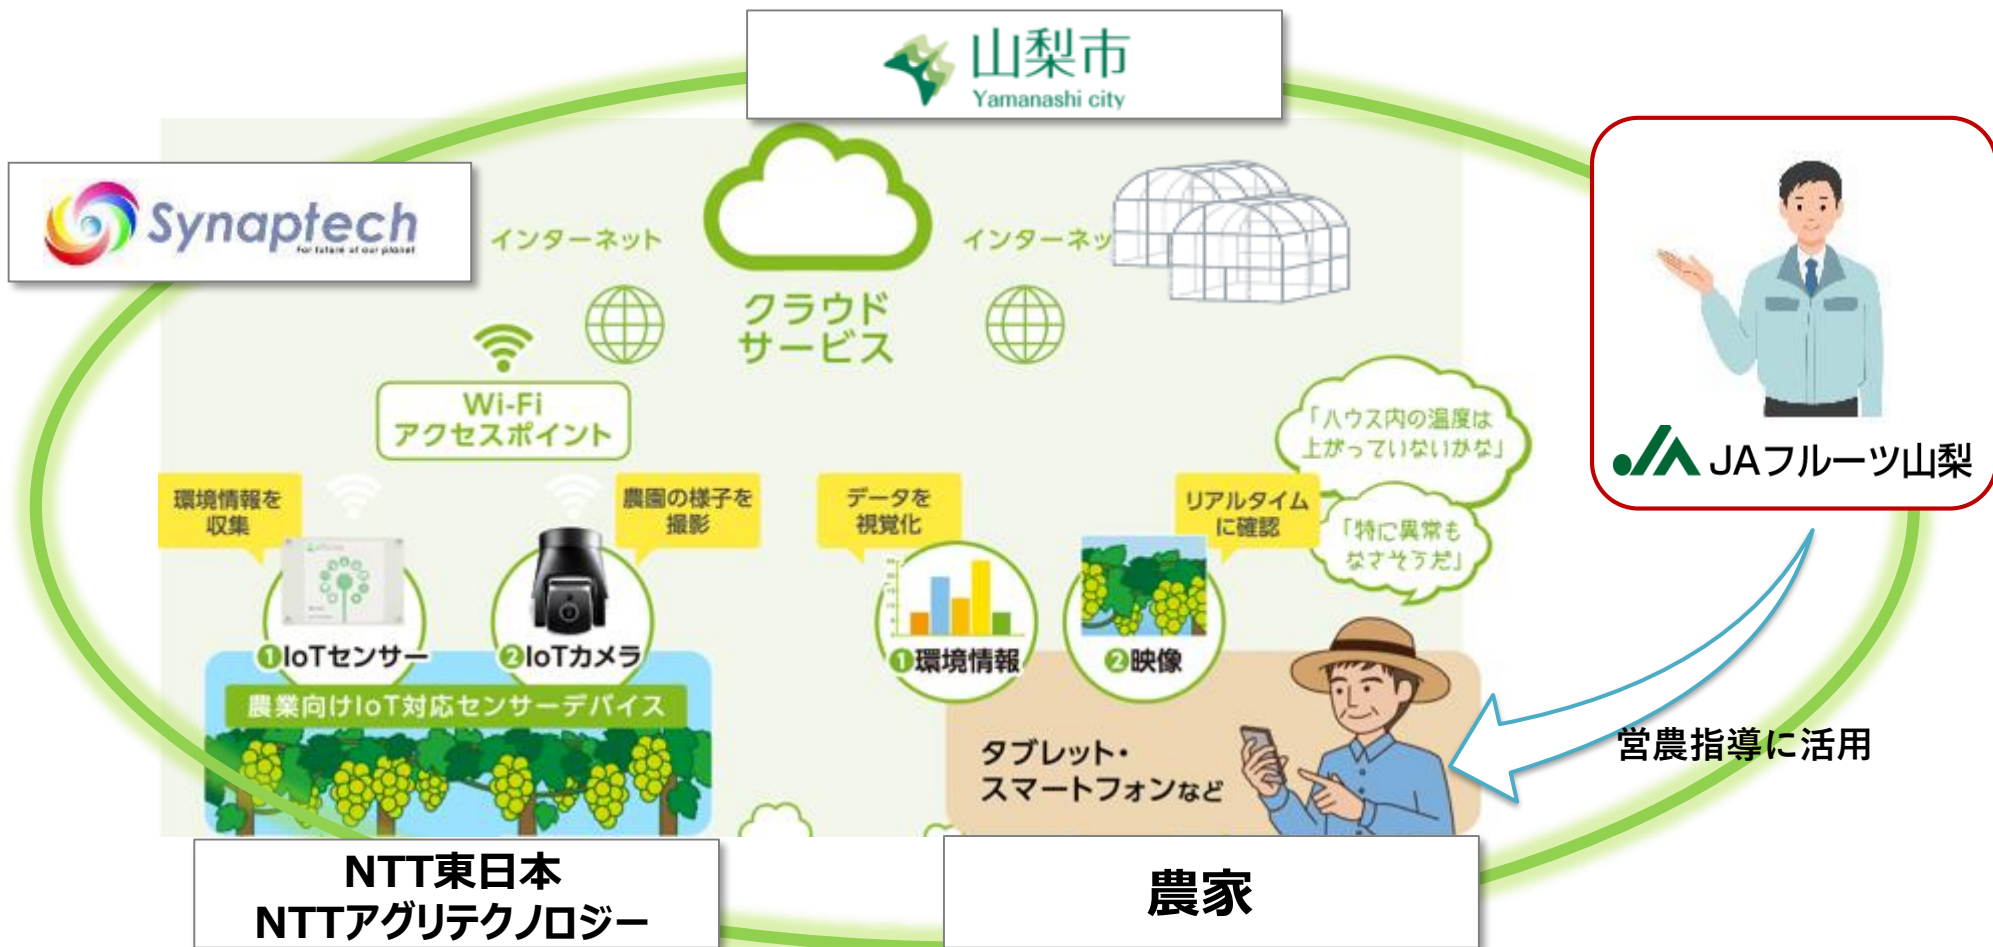 山梨市
Yamanashi city
Synaptech
For future of our planet
インターネット
クラウド
サービス
インターネッ
Wi-Fi
アクセスポイント
環境情報を
収集
農園の様子を
撮影
データを
視覚化
リアルタイム
に確認
「ハウス内の温度は
上がっていないかな」
「特に異常も
なさそうだ」
JAフルーツ山梨
❶IoTセンサー
❷IoTカメラ
❶環境情報
❷映像
農業向けIoT対応センサーデバイス
タブレット・
スマートフォンなど
営農指導に活用
NTT東日本
NTTアグリテクノロジー
農家